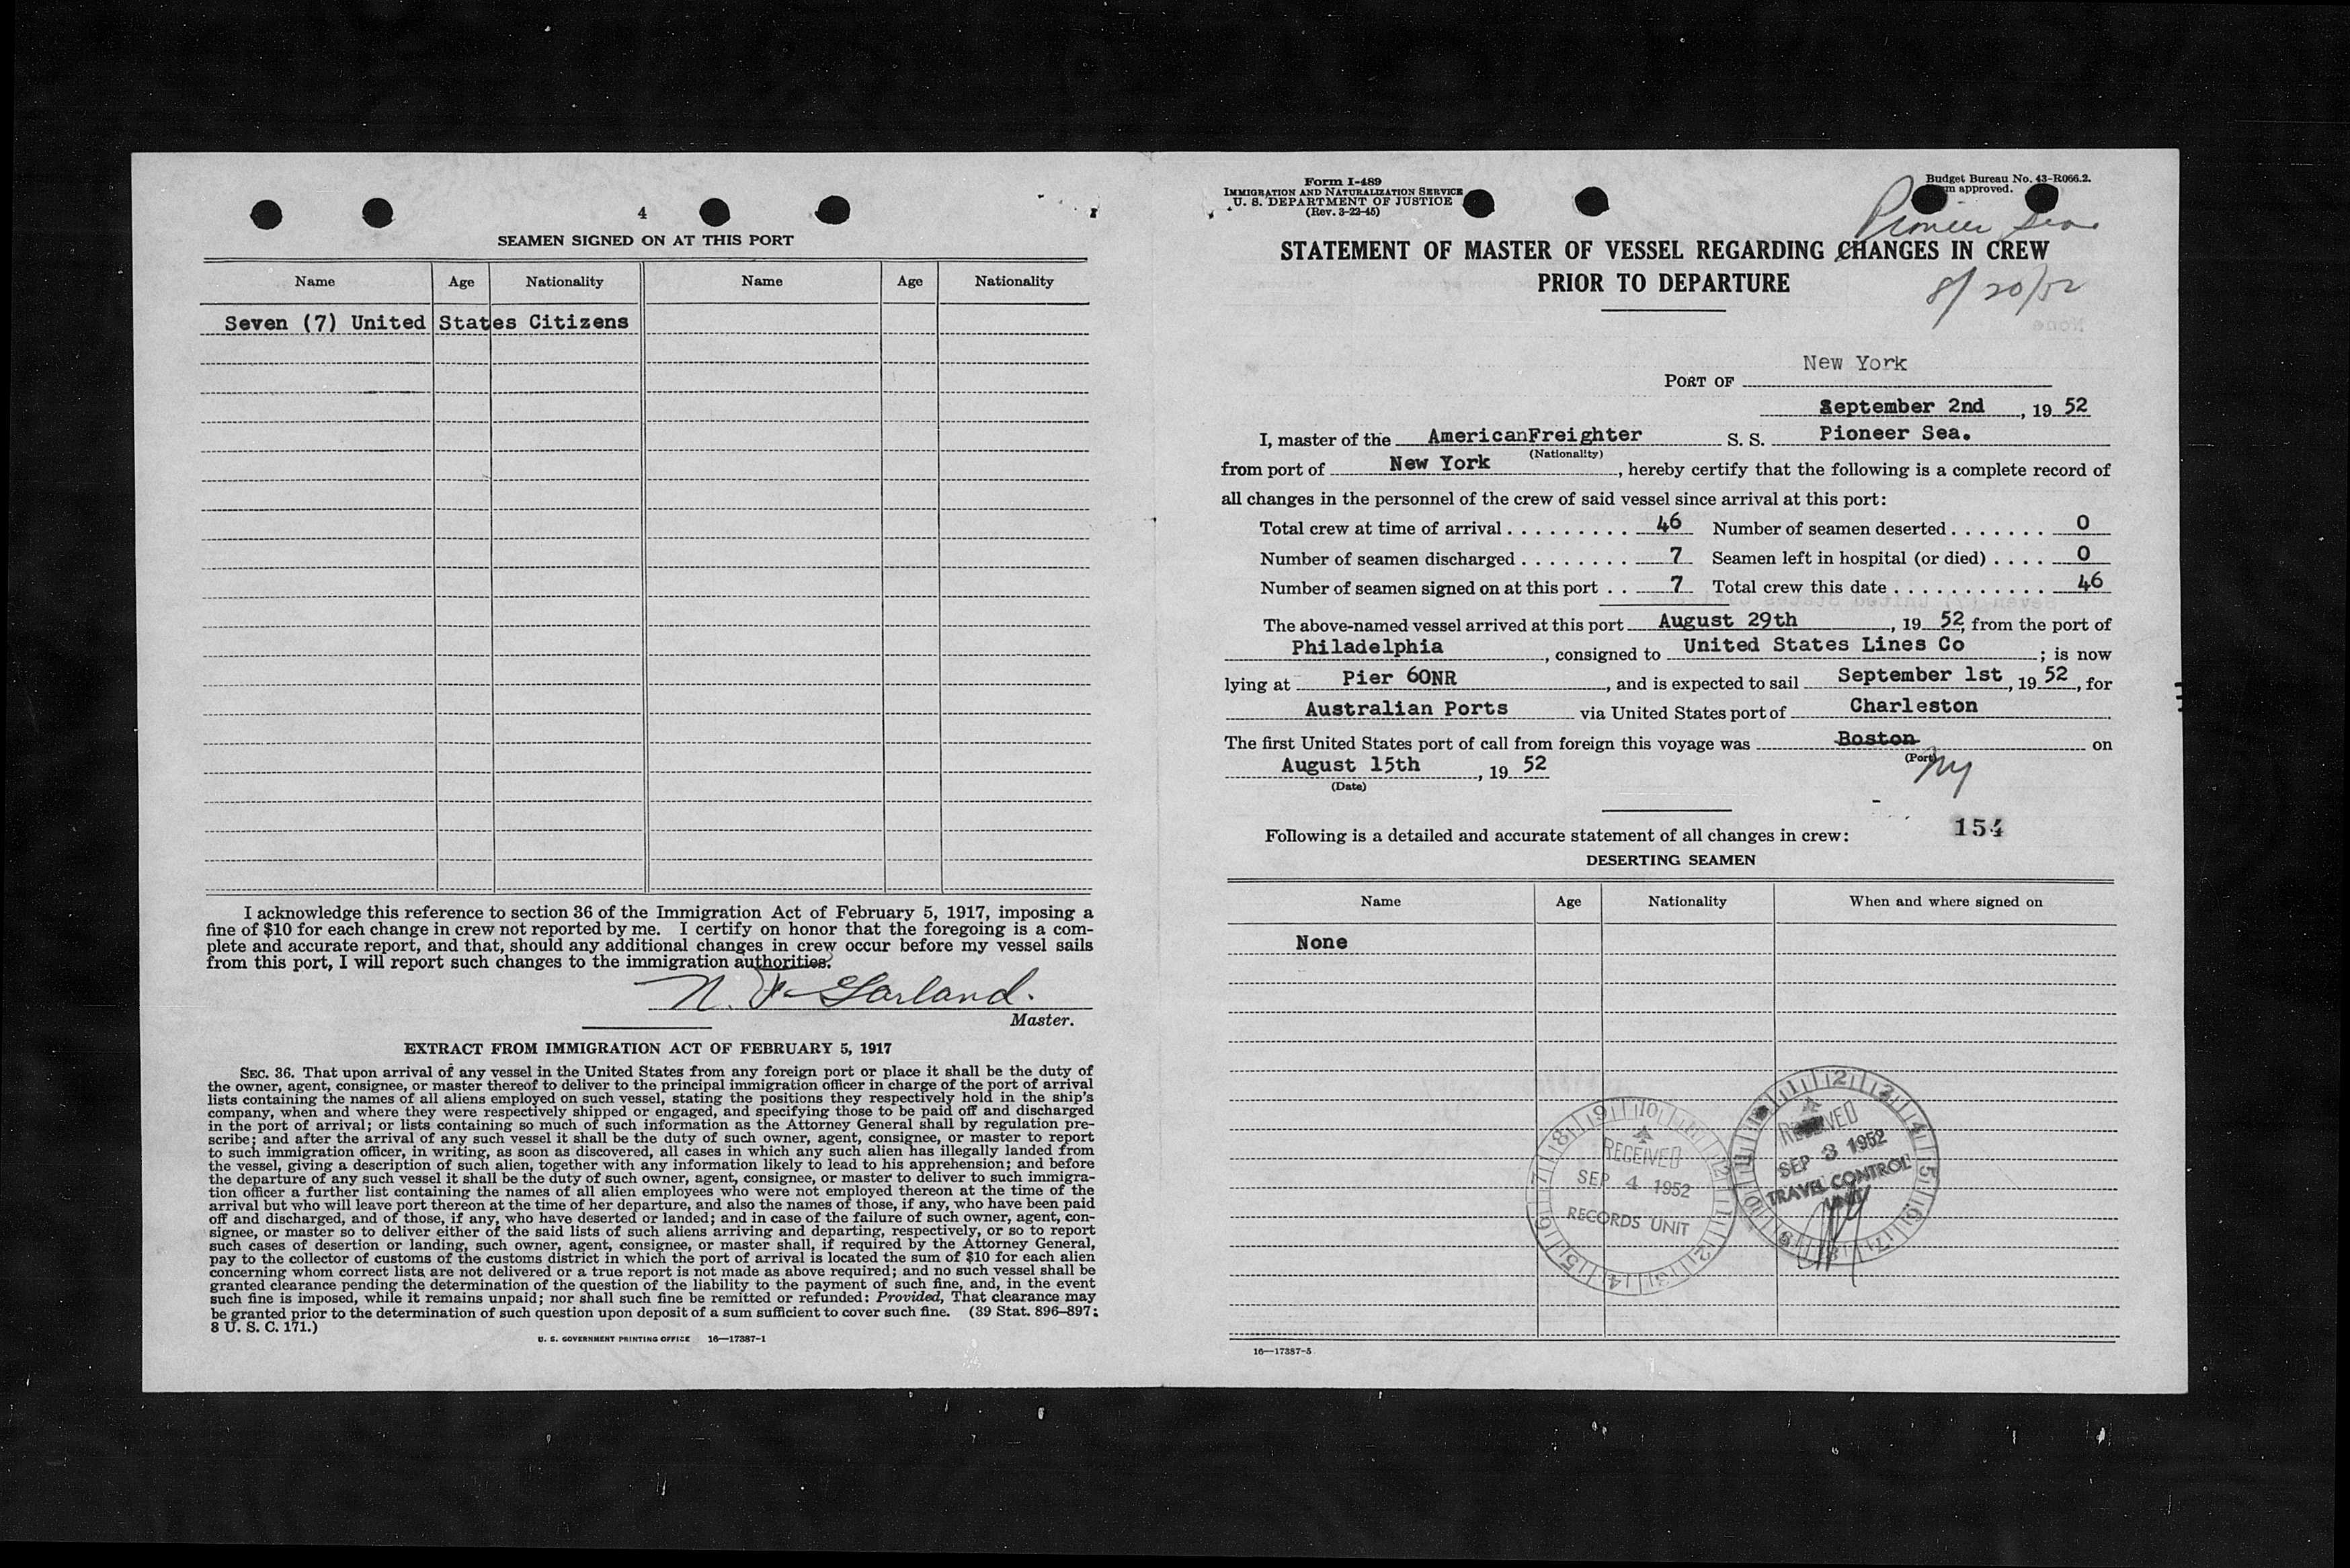 4
SEAMEN SIGNED ON AT THIS PORT
Name Age Nationality Name Age Nationality
Seven (7) United States Citizens
I acknowledge this reference to section 36 of the Immigration Act of February 5, 1917, imposing a
fine of $10 for each change in crew not reported by me. I certify on honor that the foregoing is a com-
plete and accurate report, and that, should any additional changes in crew occur before my vessel sails
from this port, I will report such changes to the immigration authorities.
N. F. Garland.
Master.
EXTRACT FROM IMMIGRATION ACT OF FEBRUARY 5, 1917
SEC. 36. That upon arrival of any vessel in the United States from any foreign port or place it shall be the duty of
the owner, agent, consignee, or master thereof to deliver to the principal immigration officer in charge of the port of arrival
lists containing the names of all aliens employed on such vessel, stating the positions they respectively hold in the ship's
company, when and where they were respectively shipped or engaged, and specifying those to be paid off and discharged
in the port of arrival; or lists containing so much of such information as the Attorney General shall by regulation pre-
scribe; and after the arrival of any such vessel it shall be the duty of such owner, agent, consignee, or master to report
to such immigration officer, in writing, as soon as discovered, all cases in which any such alien has illegally landed from
the vessel, giving a description of such alien, together with any information likely to lead to his apprehension; and before
the departure of any such vessel it shall be the duty of such owner, agent, consignee, or master to deliver to such immigra-
tion officer a further list containing the names of all alien employees who were not employed thereon at the time of the
arrival but who will leave port thereon at the time of her departure, and also the names of those, if any, who have been paid
off and discharged, and of those, if any, who have deserted or landed; and in case of the failure of such owner, agent, con-
signee, or master so to deliver either of the said lists of such aliens arriving and departing, respectively, or so to report
such cases of desertion or landing, such owner, agent, consignee, or master shall, if required by the Attorney General,
pay to the collector of customs of the customs district in which the port of arrival is located the sum of $10 for each alien
concerning whom correct lists are not delivered or a true report is not made as above required; and no such vessel shall be
granted clearance pending the determination of the question of the liability to the payment of such fine, and, in the event
such fine is imposed, while it remains unpaid; nor shall such fine be remitted or refunded: Provided, That clearance may
be granted prior to the determination of such question upon deposit of a sum sufficient to cover such fine. (39 Stat. 896–897;
8 U. S. C. 171.)
U. S. GOVERNMENT PRINTING OFFICE 16—17387-1
Form I-489
IMMIGRATION AND NATURALIZATION SERVICE
U. S. DEPARTMENT OF JUSTICE
(Rev. 3-22-45)
Budget Bureau No. 43-R066.2.
approved.
Pioneer Sea
STATEMENT OF MASTER OF VESSEL REGARDING CHANGES IN CREW
PRIOR TO DEPARTURE
8/20/52
PORT OF New York
September 2nd, 19 52
I, master of the AmericanFreighter S. S. Pioneer Sea.
(Nationality)
from port of New York, hereby certify that the following is a complete record of
all changes in the personnel of the crew of said vessel since arrival at this port:
Total crew at time of arrival . . . . . . . . . 46 Number of seamen deserted . . . . . . . 0
Number of seamen discharged . . . . . . . . 7 Seamen left in hospital (or died) . . . . 0
Number of seamen signed on at this port . . 7 Total crew this date . . . . . . . . . . . 46
The above-named vessel arrived at this port August 29th, 19 52, from the port of
Philadelphia, consigned to United States Lines Co; is now
lying at Pier 60NR, and is expected to sail September 1st, 19 52, for
Australian Ports via United States port of Charleston
The first United States port of call from foreign this voyage was Boston on
(Port)
NY
August 15th, 19 52
(Date)
154
Following is a detailed and accurate statement of all changes in crew:
DESERTING SEAMEN
Name Age Nationality When and where signed on
None
RECEIVED
SEP 4 1952
RECORDS UNIT
RECEIVED
SEP 3 1952
TRAVEL CONTROL
UNIT
16—17387-5